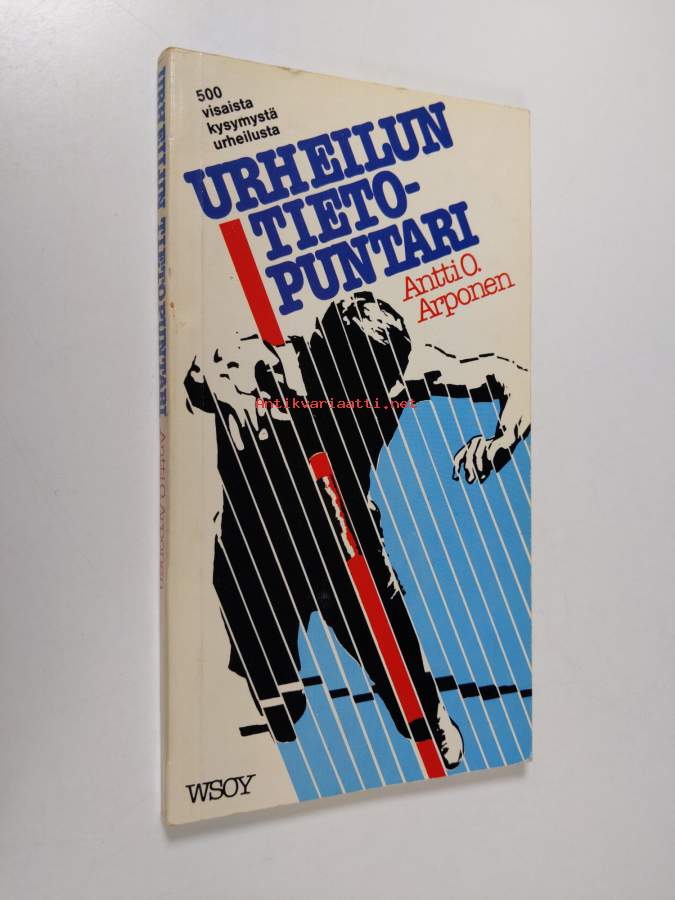 500
visaista
kysymystä
urheilusta
URHEILUN
TIETO-
PUNTARI
Antti O.
Arponen
Antikvariaatti.net
WSOY
URHEILUN TIETOPUNTARI Antti O. Arponen